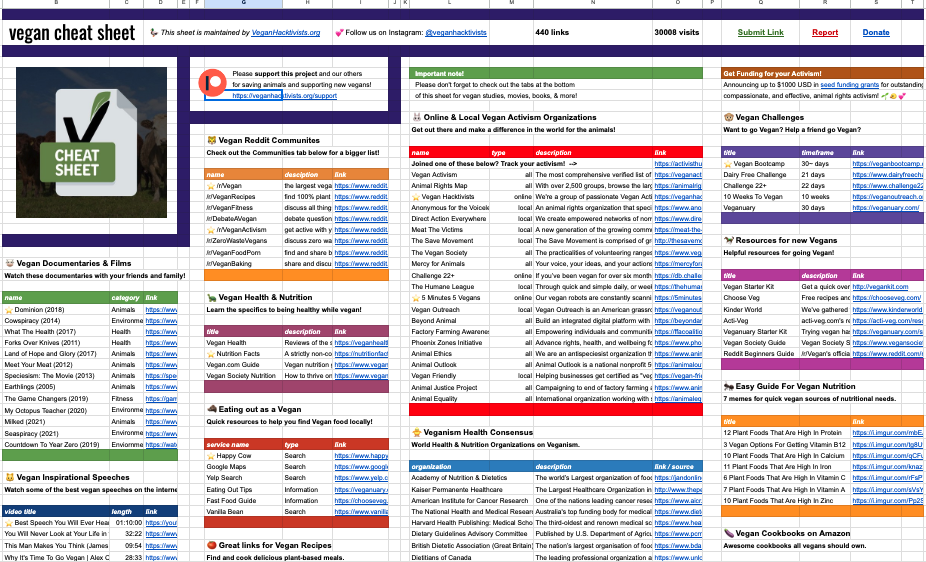 B C D E F G H I J K L M N O P Q R S T
vegan cheat sheet
This sheet is maintained by VeganHacktivists.org
Follow us on Instagram: @veganhacktivists
440 links
30008 visits
Submit Link
Report
Donate
CHEAT
SHEET
Please support this project and our others
for saving animals and supporting new vegans!
https://veganhacktivists.org/support
Important note!
Please don't forget to check out the tabs at the bottom
of this sheet for vegan studies, movies, books, & more!
Get Funding for your Activism!
Announcing up to $1000 USD in seed funding grants for outstanding
compassionate, and effective, animal rights activism!
Vegan Reddit Communites
Check out the Communities tab below for a bigger list!
name desciption link
/r/Vegan the largest vega https://www.reddit.
/r/VeganRecipes find 100% plant https://www.reddit.
/r/VeganFitness discuss all thing https://www.reddit.
/r/DebateAVegan debate question https://www.reddit.
/r/VeganActivism get active with y https://www.reddit.
/r/ZeroWasteVegans discuss zero wa https://www.reddit.
/r/VeganFoodPorn find and share b https://www.reddit.
/r/VeganBaking share and discu https://www.reddit.
Vegan Documentaries & Films
Watch these documentaries with your friends and family!
name category link
Dominion (2018) Animals https://ww
Cowspiracy (2014) Environme https://ww
What The Health (2017) Health https://ww
Forks Over Knives (2011) Health https://ww
Land of Hope and Glory (2017) Animals https://ww
Meet Your Meat (2012) Animals https://ww
Speciesism: The Movie (2013) Animals https://ww
Earthlings (2005) Animals https://ww
The Game Changers (2019) Fitness
My Octopus Teacher (2020) Environme https://ww
Milked (2021) Animals https://ww
Seaspiracy (2021) Environme https://ww
Countdown To Year Zero (2019) Environme
Vegan Inspirational Speeches
Watch some of the best vegan speeches on the interne
video title length link
Best Speech You Will Ever Hea 01:10:00
You Will Never Look at Your Life in 32:22
This Man Makes You Think (James 09:54
Why It's Time To Go Vegan | Alex O 28:33
Vegan Health & Nutrition
Learn the specifics to being healthy while vegan!
title description link
Vegan Health Reviews of the s https://veganhealt
Nutrition Facts A strictly non-co https://nutritionfact
Vegan.com Guide Vegan nutrition g https://www.vegan
Vegan Society Nutrition How to thrive on https://www.vegan
Eating out as a Vegan
Quick resources to help you find Vegan food locally!
service name type link
Happy Cow Search https://www.happy
Google Maps Search https://www.google
Yelp Search Search https://www.yelp.c
Eating Out Tips Information https://veganuary.
Fast Food Guide Information https://chooseveg.
Vanilla Bean Search https://www.vanilla
Great links for Vegan Recipes
Find and cook delicious plant-based meals.
Online & Local Vegan Activism Organizations
Get out there and make a difference in the world for the animals!
name type description link
Joined one of these below? Track your activism! --> https://activisthu
Vegan Activism all The most comprehensive verified list of https://veganact
Animal Rights Map all With over 2,500 groups, browse the larg https://animalrig
Vegan Hacktivists online We're a group of passionate Vegan Acti https://veganhac
Anonymous for the Voicele local An animal rights organization that speci https://www.ano
Direct Action Everywhere local We create empowered networks of non https://www.dire
Meet The Victims local A new generation of the growing comm https://meet-the-
The Save Movement local The Save Movement is comprised of gr https://thesavemo
The Vegan Society all The practicalities of volunteering ranges https://www.vega
Mercy for Animals all Your voice, your ideas, and your actions https://mercyfora
Challenge 22+ online If you've been vegan for over six month https://db.challe
The Humane League local Through quick and simple daily, or week https://thehuma
5 Minutes 5 Vegans online Our vegan robots are constantly scanni https://5minutes
Vegan Outreach local Vegan Outreach is an American grassro https://veganout
Beyond Animal all Build an integrated digital platform with https://beyondan
Factory Farming Awarenes all Empowering individuals and communiti https://ffacoalitio
Phoenix Zones Initiative all Advance rights, health, and wellbeing fo https://www.pho
Animal Ethics all We are an antispeciesist organization th https://www.anim
Animal Outlook all Animal Outlook is a national nonprofit 5 https://animalout
Vegan Friendly local Helping businesses get certified as "veg https://vegan-frie
Animal Justice Project all Campaigning to end of factory farming a https://www.anim
Animal Equality all International organization working with s https://animaleq
Veganism Health Consensus
World Health & Nutrition Organizations on Veganism.
organization description link / source
Academy of Nutrition & Dietetics The world's Largest organization of food https://jandonlin
Kaiser Permanente Healthcare The Largest Healthcare Organization in http://www.thepe
American Institute for Cancer Research One of the nations leading cancer resea https://www.aicr.
The National Health and Medical Resear Australia's top funding body for medical https://www.eatf
Harvard Health Publishing: Medical Scho The third-oldest and renown medical sc https://www.heal
Dietary Guidelines Advisory Committee Published by U.S. Department of Agricu https://www.pcrm
British Dietetic Association (Great Britain) The nation's largest organisation of food https://www.bda.
Dietitians of Canada The leading professional organization a https://www.
Vegan Challenges
Want to go Vegan? Help a friend go Vegan?
title timeframe link
Vegan Bootcamp 30~ days https://veganbootcamp.
Dairy Free Challenge 21 days https://www.dairyfreech
Challenge 22+ 22 days https://www.challenge22
10 Weeks To Vegan 10 weeks https://veganoutreach.o
Veganuary 30 days https://veganuary.com/
Resources for new Vegans
Helpful resources for going Vegan!
title description link
Vegan Starter Kit Get a quick over http://vegankit.com
Choose Veg Free recipes and https://chooseveg.com/
Kinder World We've gathered https://www.kinderworld
Acti-Veg acti-veg.com's re https://acti-veg.com/reso
Veganuary Starter Kit Trying vegan ha https://veganuary.com/s
Vegan Society Guide Vegan Society G https://www.vegansociet
Reddit Beginners Guide /r/Vegan's officia https://www.reddit.com/r
Easy Guide For Vegan Nutrition
7 memes for quick vegan sources of nutritional needs.
title link
12 Plant Foods That Are High In Protein https://i.imgur.com/mbE
3 Vegan Options For Getting Vitamin B12 https://i.imgur.com/tg8U
10 Plant Foods That Are High In Calcium https://i.imgur.com/qCFu
11 Plant Foods That Are High In Iron https://i.imgur.com/knaz
6 Plant Foods That Are High In Vitamin C https://i.imgur.com/rFsP
7 Plant Foods That Are High In Vitamin A https://i.imgur.com/sVsY
10 Plant Foods That Are High In Zinc https://i.imgur.com/Pp2S
Vegan Cookbooks on Amazon
Awesome cookbooks all vegans should own.